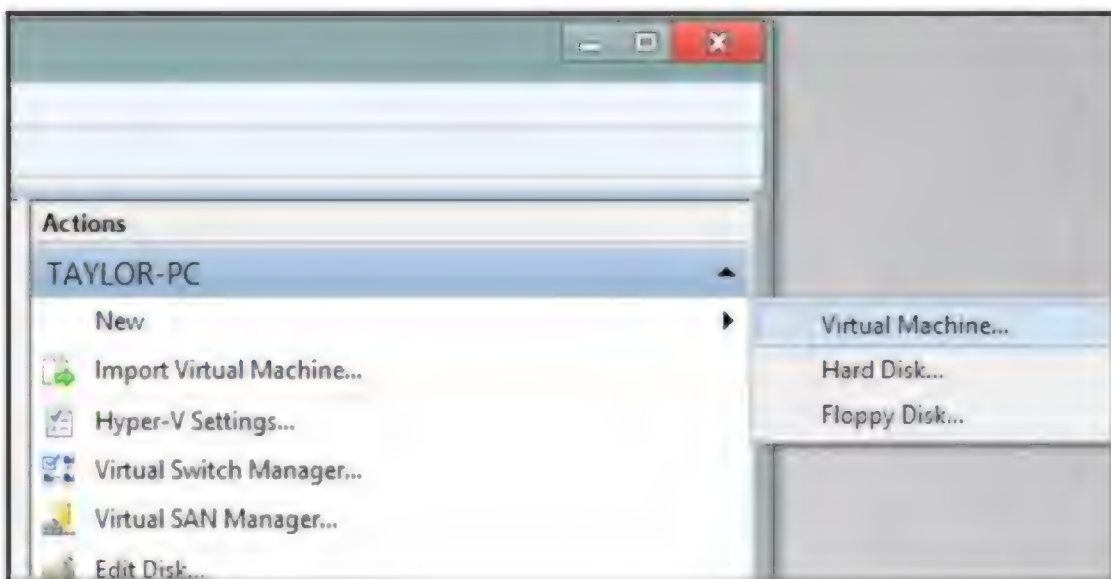 Actions
TAYLOR-PC
New
Virtual Machine...
Import Virtual Machine...
Hard Disk...
Hyper-V Settings...
Floppy Disk...
Virtual Switch Manager...
Virtual SAN Manager...
Edit Disk...